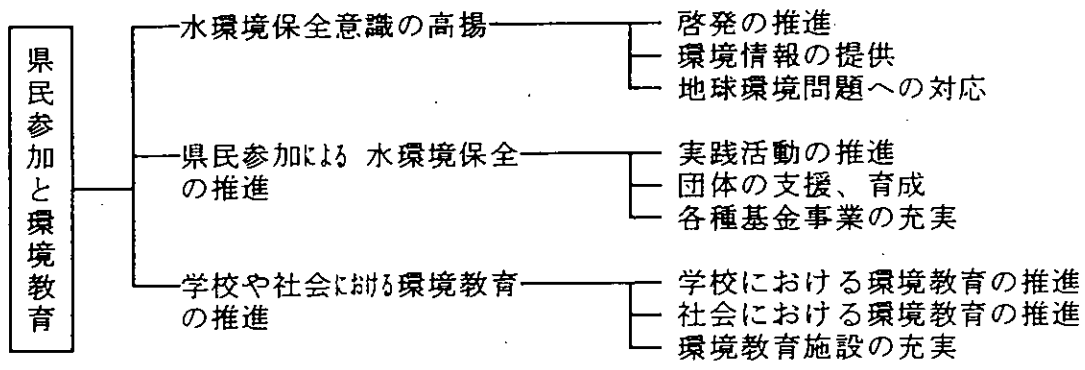 県民参加と環境教育
水環境保全意識の高揚
啓発の推進
環境情報の提供
地球環境問題への対応
県民参加による 水環境保全
の推進
実践活動の推進
団体の支援、育成
各種基金事業の充実
学校や社会における環境教育
の推進
学校における環境教育の推進
社会における環境教育の推進
環境教育施設の充実